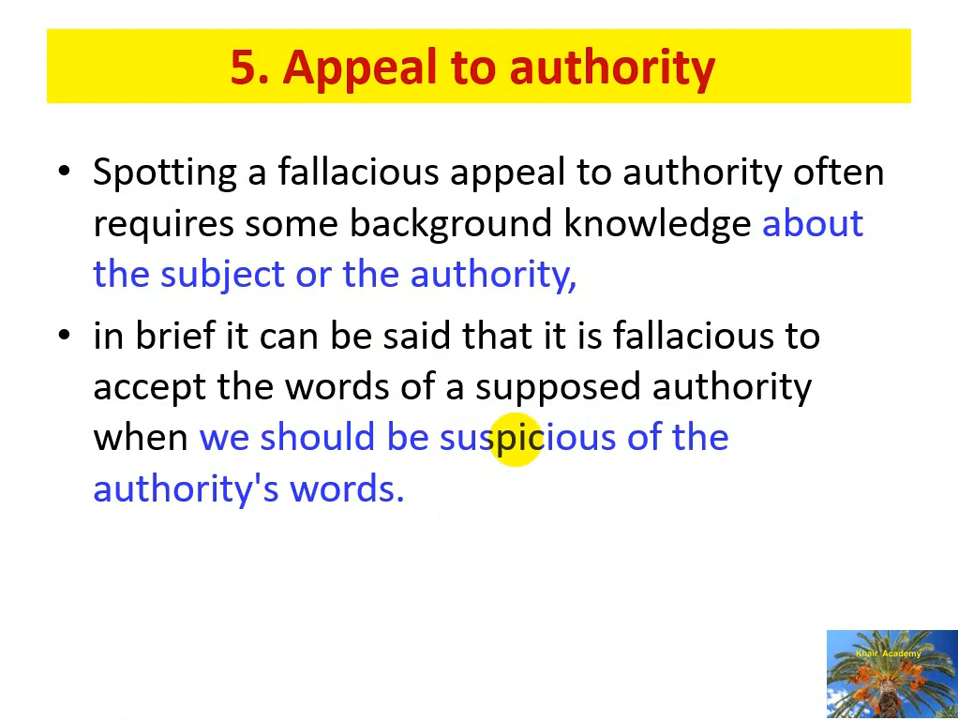 5. Appeal to authority
• Spotting a fallacious appeal to authority often
requires some background knowledge about
the subject or the authority,
• in brief it can be said that it is fallacious to
accept the words of a supposed authority
when we should be suspicious of the
authority's words.
Khair Academy